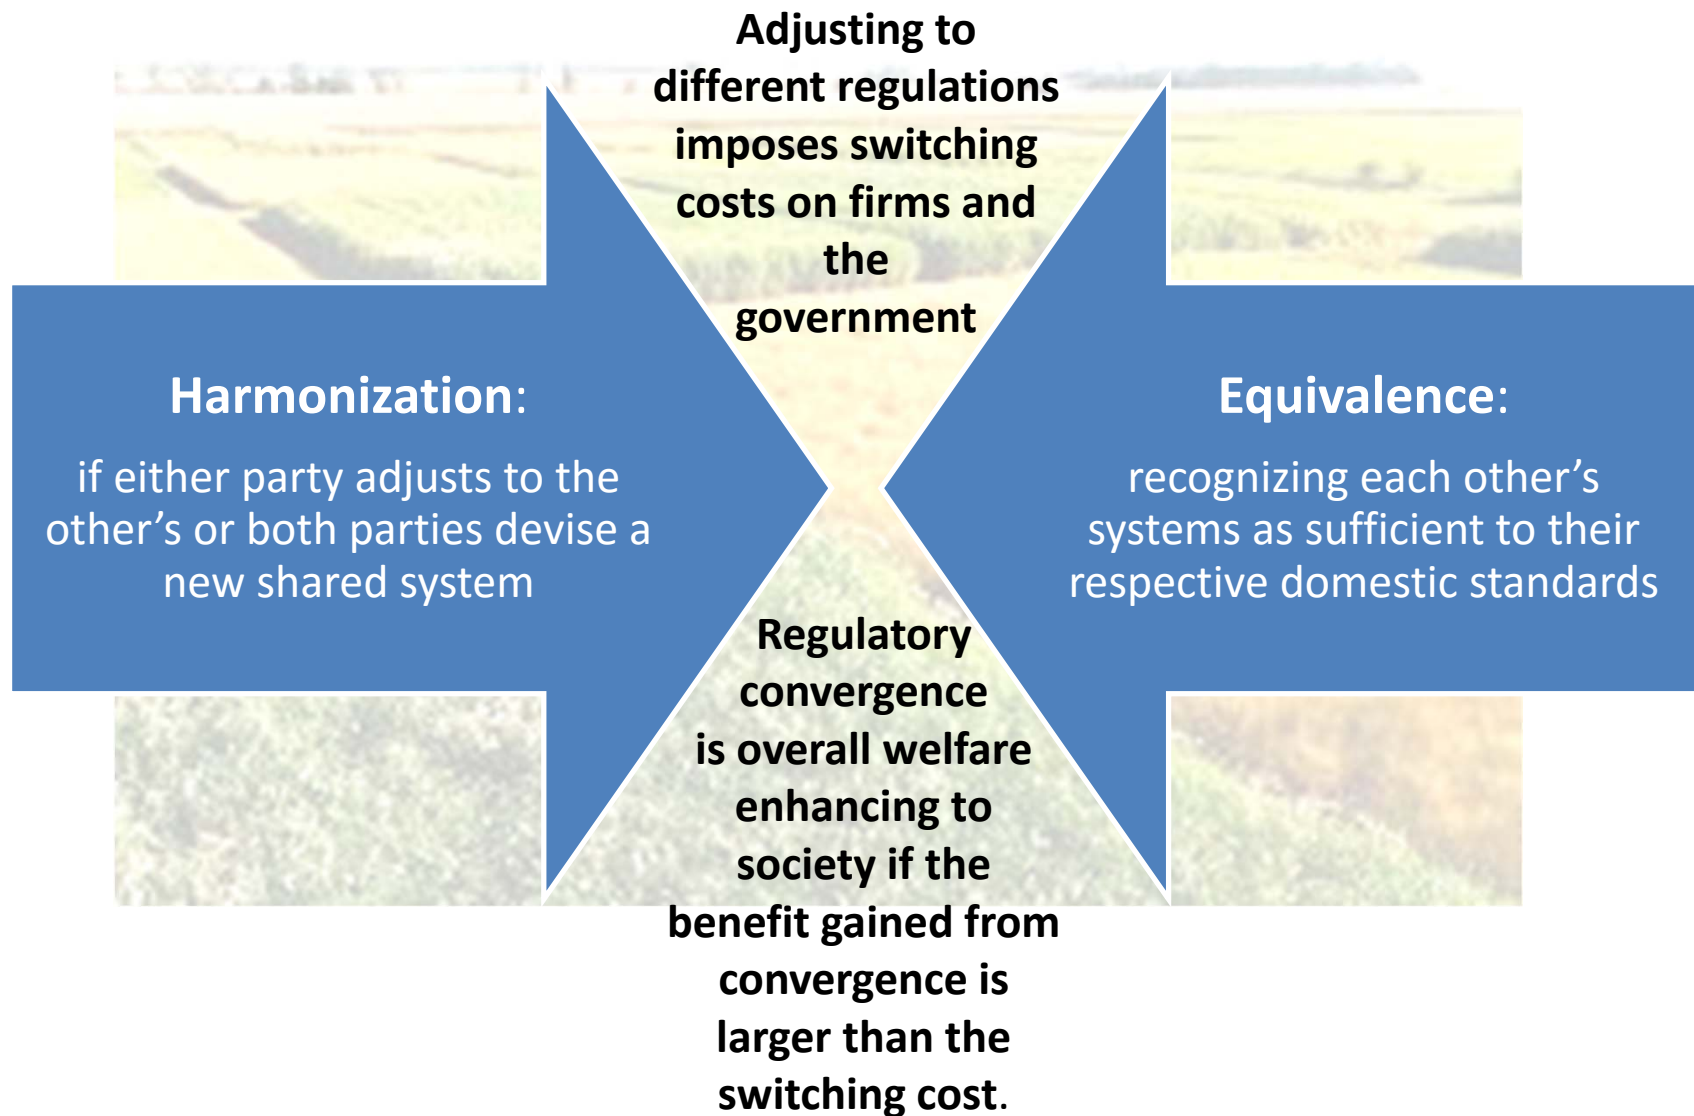 Adjusting to
different regulations
imposes switching
costs on firms and
the
government
Harmonization:
if either party adjusts to the
other’s or both parties devise a
new shared system
Equivalence:
recognizing each other’s
systems as sufficient to their
respective domestic standards
Regulatory
convergence
is overall welfare
enhancing to
society if the
benefit gained from
convergence is
larger than the
switching cost.